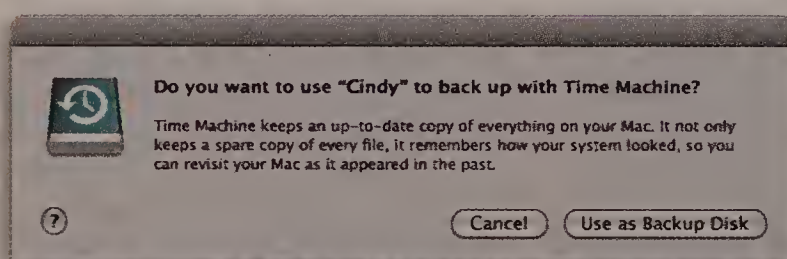 Do you want to use “Cindy” to back up with Time Machine?
Time Machine keeps an up-to-date copy of everything on your Mac. It not only
keeps a spare copy of every file, it remembers how your system looked, so you
can revisit your Mac as it appeared in the past.
?
Cancel
Use as Backup Disk